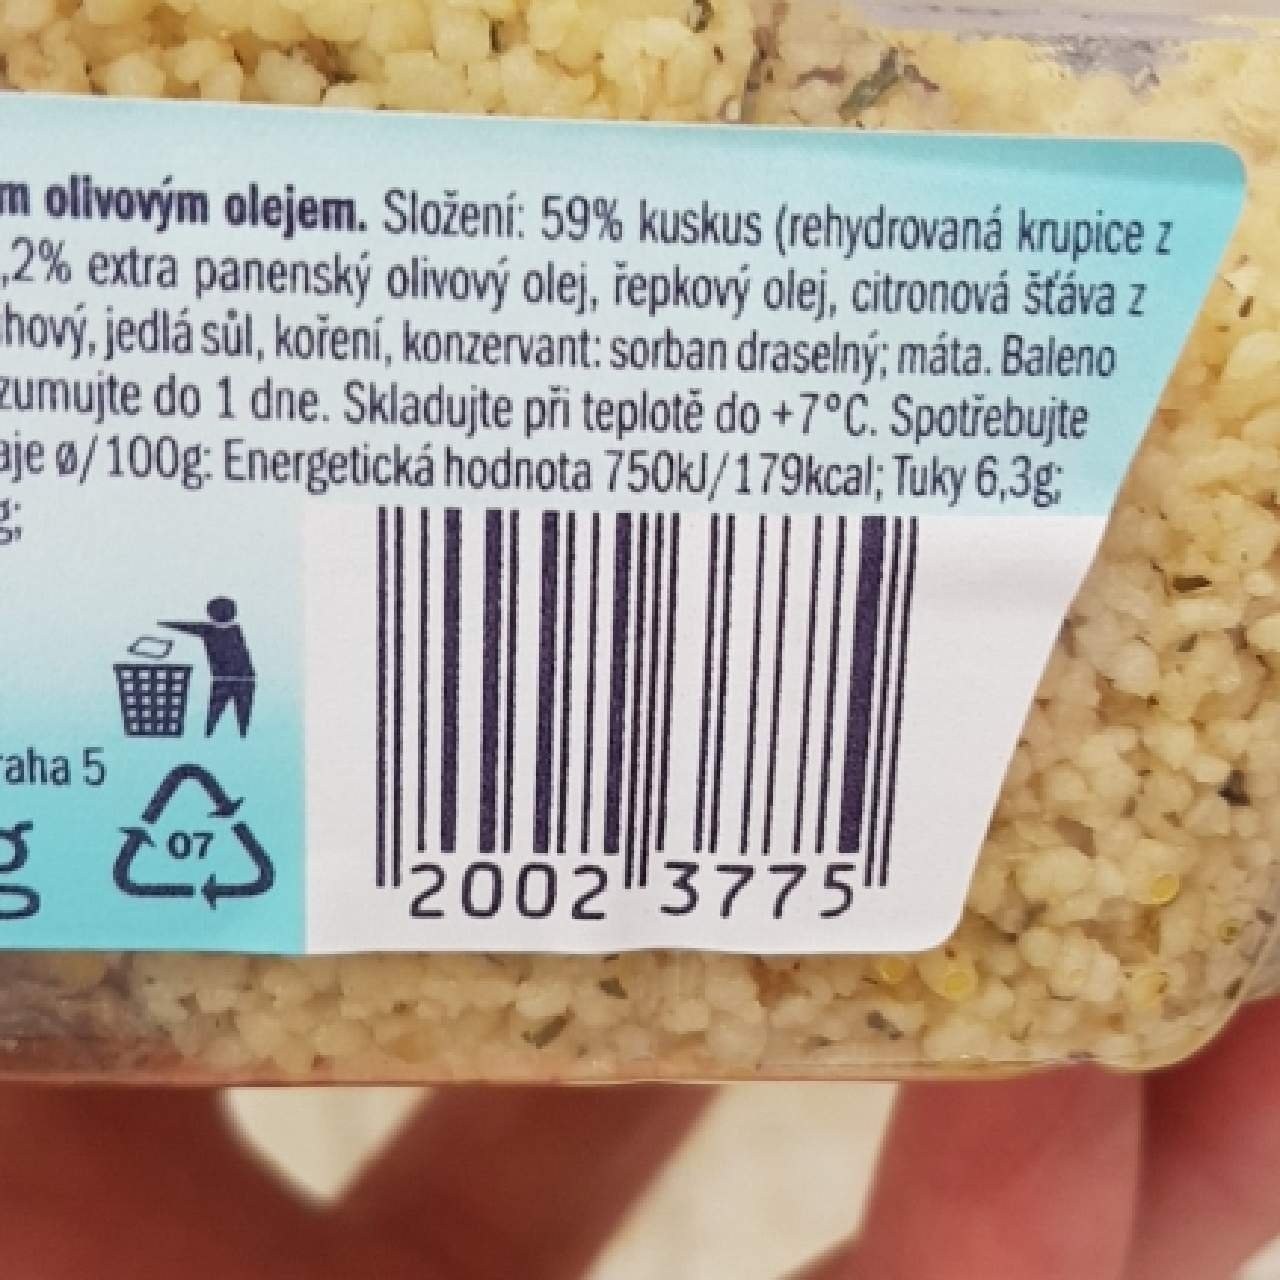 olivovým olejem. Složení: 59% kuskus (rehydrovaná krupice z
,2% extra panenský olivový olej, řepkový olej, citronová šťáva z
hový, jedlá sůl, koření, konzervant: sorban draselný; máta. Baleno
zumujte do 1 dne. Skladujte při teplotě do +7°C. Spotřebujte
aje ø/100g: Energetická hodnota 750kJ/179kcal; Tuky 6,3g;
g;
raha 5
07
g
2002 3775